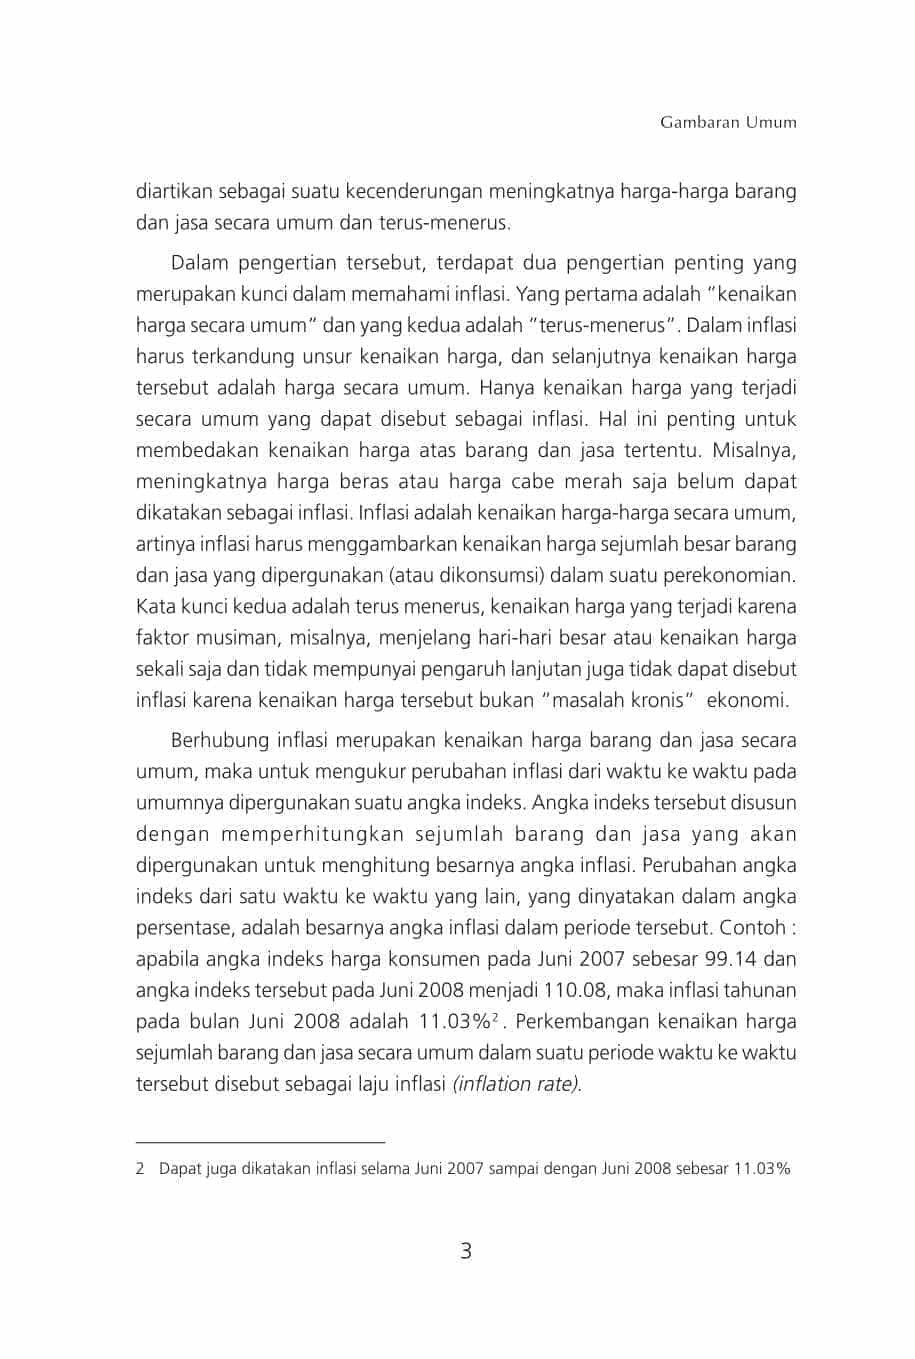 Gambaran Umum
diartikan sebagai suatu kecenderungan meningkatnya harga-harga barang
dan jasa secara umum dan terus-menerus.
Dalam pengertian tersebut, terdapat dua pengertian penting yang
merupakan kunci dalam memahami inflasi. Yang pertama adalah “kenaikan
harga secara umum” dan yang kedua adalah “terus-menerus”. Dalam inflasi
harus terkandung unsur kenaikan harga, dan selanjutnya kenaikan harga
tersebut adalah harga secara umum. Hanya kenaikan harga yang terjadi
secara umum yang dapat disebut sebagai inflasi. Hal ini penting untuk
membedakan kenaikan harga atas barang dan jasa tertentu. Misalnya,
meningkatnya harga beras atau harga cabe merah saja belum dapat
dikatakan sebagai inflasi. Inflasi adalah kenaikan harga-harga secara umum,
artinya inflasi harus menggambarkan kenaikan harga sejumlah besar barang
dan jasa yang dipergunakan (atau dikonsumsi) dalam suatu perekonomian.
Kata kunci kedua adalah terus menerus, kenaikan harga yang terjadi karena
faktor musiman, misalnya, menjelang hari-hari besar atau kenaikan harga
sekali saja dan tidak mempunyai pengaruh lanjutan juga tidak dapat disebut
inflasi karena kenaikan harga tersebut bukan “masalah kronis” ekonomi.
Berhubung inflasi merupakan kenaikan harga barang dan jasa secara
umum, maka untuk mengukur perubahan inflasi dari waktu ke waktu pada
umumnya dipergunakan suatu angka indeks. Angka indeks tersebut disusun
dengan memperhitungkan sejumlah barang dan jasa yang akan
dipergunakan untuk menghitung besarnya angka inflasi. Perubahan angka
indeks dari satu waktu ke waktu yang lain, yang dinyatakan dalam angka
persentase, adalah besarnya angka inflasi dalam periode tersebut. Contoh :
apabila angka indeks harga konsumen pada Juni 2007 sebesar 99.14 dan
angka indeks tersebut pada Juni 2008 menjadi 110.08, maka inflasi tahunan
pada bulan Juni 2008 adalah 11.03%² . Perkembangan kenaikan harga
sejumlah barang dan jasa secara umum dalam suatu periode waktu ke waktu
tersebut disebut sebagai laju inflasi (inflation rate).
2 Dapat juga dikatakan inflasi selama Juni 2007 sampai dengan Juni 2008 sebesar 11.03%
3